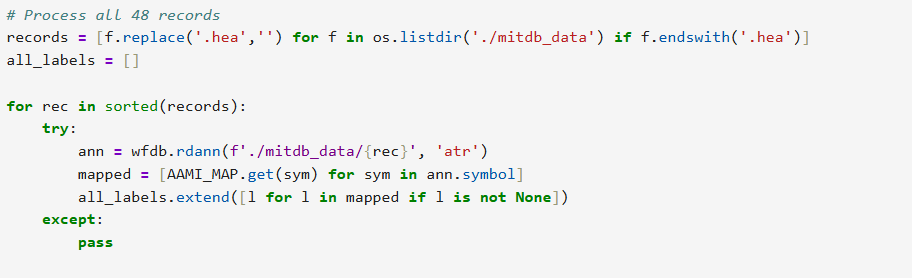 # Process all 48 records
records = [f.replace('.hea','') for f in os.listdir('./mitdb_data') if f.endswith('.hea')]
all_labels = []

for rec in sorted(records):
    try:
        ann = wfdb.rdann(f'./mitdb_data/{rec}', 'atr')
        mapped = [AAMI_MAP.get(sym) for sym in ann.symbol]
        all_labels.extend([l for l in mapped if l is not None])
    except:
        pass